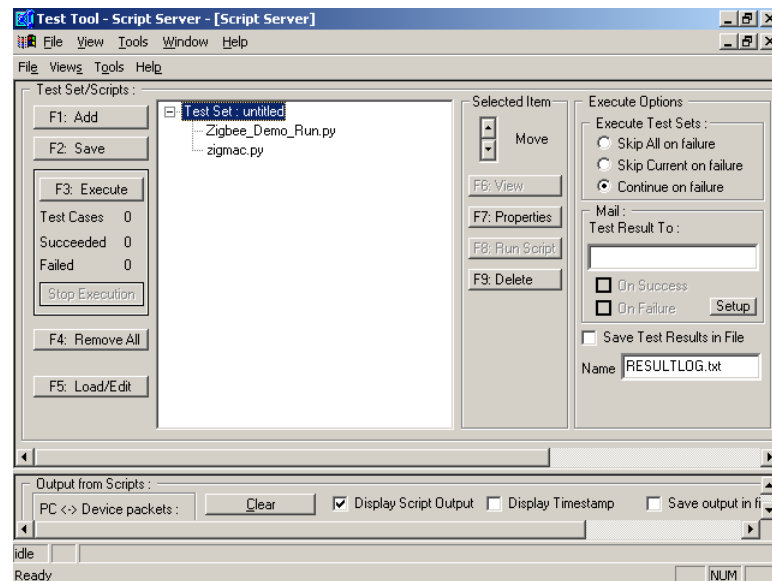 Test Tool - Script Server - [Script Server]
File View Tools Window Help
File Views Tools Help
Test Set/Scripts :
F1: Add
F2: Save
F3: Execute
Test Cases 0
Succeeded 0
Failed 0
Stop Execution
F4: Remove All
F5: Load/Edit
Test Set : untitled
Zigbee_Demo_Run.py
zigmac.py
Selected Item
Move
F6: View
F7: Properties
F8: Run Script
F9: Delete
Execute Options
Execute Test Sets :
Skip All on failure
Skip Current on failure
Continue on failure
Mail :
Test Result To :
On Success
On Failure
Setup
Save Test Results in File
Name RESULTLOG.txt
Output from Scripts :
PC <-> Device packets :
Clear
Display Script Output
Display Timestamp
Save output in fi
idle
Ready
NUM